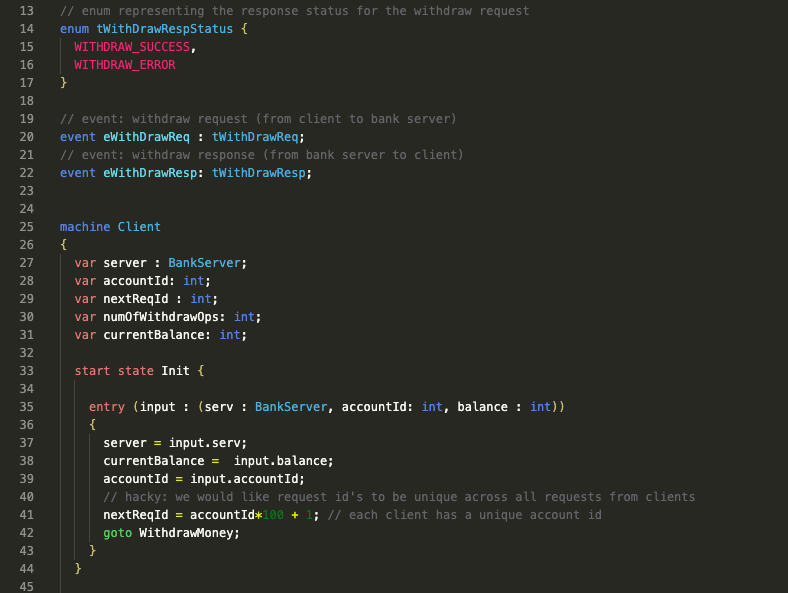 13 // enum representing the response status for the withdraw request
14 enum tWithDrawRespStatus {
15 WITHDRAW_SUCCESS,
16 WITHDRAW_ERROR
17 }
18
19 // event: withdraw request (from client to bank server)
20 event eWithDrawReq : tWithDrawReq;
21 // event: withdraw response (from bank server to client)
22 event eWithDrawResp: tWithDrawResp;
23
24
25 machine Client
26 {
27 var server : BankServer;
28 var accountId: int;
29 var nextReqId : int;
30 var numOfWithdrawOps: int;
31 var currentBalance: int;
32
33 start state Init {
34
35 entry (input : (serv : BankServer, accountId: int, balance : int))
36 {
37 server = input.serv;
38 currentBalance =  input.balance;
39 accountId = input.accountId;
40 // hacky: we would like request id's to be unique across all requests from clients
41 nextReqId = accountId*100 + 1; // each client has a unique account id
42 goto WithdrawMoney;
43 }
44 }
45